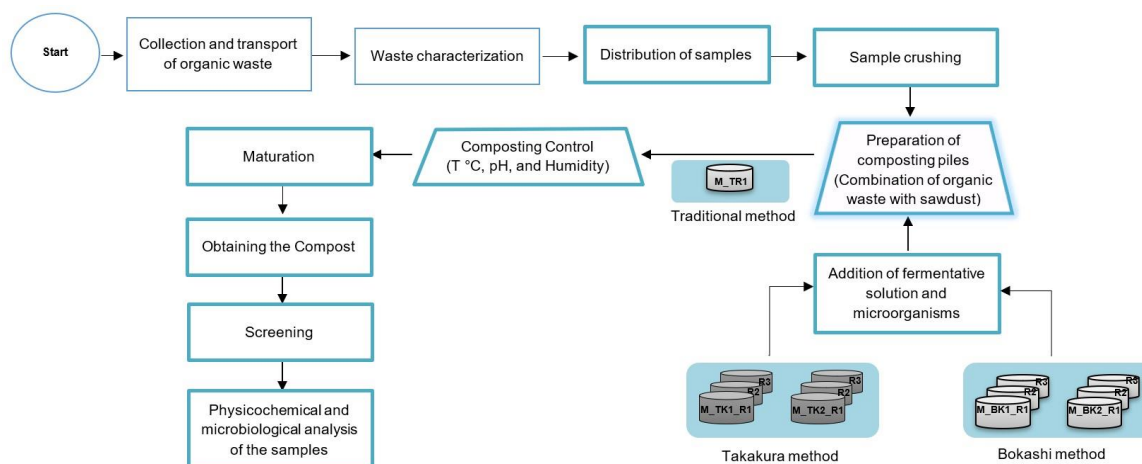 Start
Collection and transport
of organic waste
Waste characterization
Distribution of samples
Sample crushing
Preparation of
composting piles
(Combination of organic
waste with sawdust)
M_TR1
Traditional method
Composting Control
(T °C, pH, and Humidity)
Maturation
Obtaining the Compost
Screening
Physicochemical and
microbiological analysis
of the samples
Addition of fermentative
solution and
microorganisms
R3
R2
M_TK1_R1
R3
R2
M_TK2_R1
Takakura method
R3
R2
M_BK1_R1
R3
R2
M_BK2_R1
Bokashi method